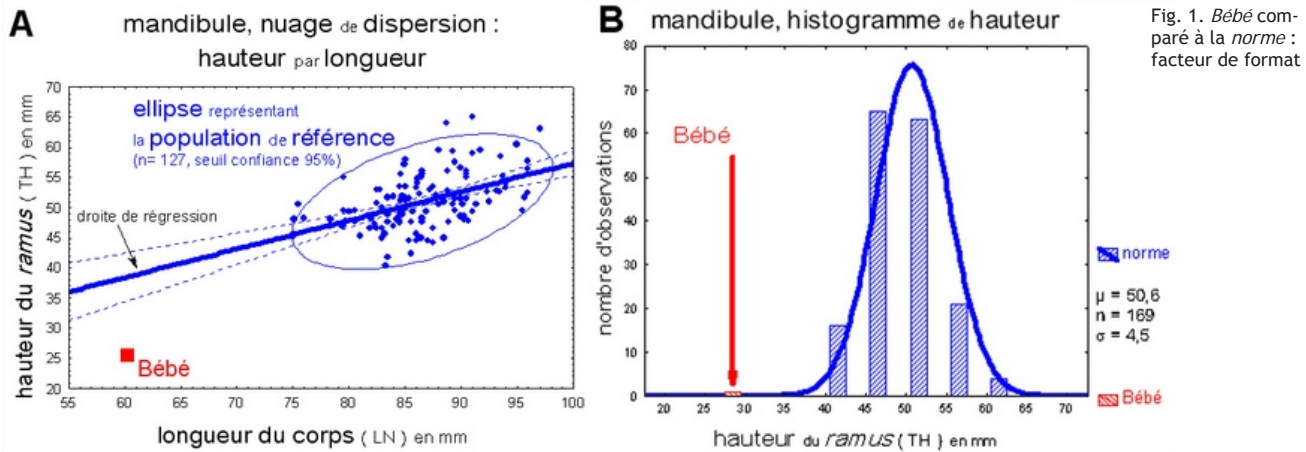 A
mandibule, nuage de dispersion :
hauteur par longueur
hauteur du ramus ( TH ) en mm
70
65
60
55
50
45
40
35
30
25
20
ellipse représentant
la population de référence
(n= 127, seuil confiance 95%)
droite de régression
Bébé
55 60 65 70 75 80 85 90 95 100
longueur du corps ( LN ) en mm
B
mandibule, histogramme de hauteur
nombre d'observations
80
70
60
50
40
30
20
10
0
Bébé
20 25 30 35 40 45 50 55 60 65 70
hauteur du ramus ( TH ) en mm
norme
µ = 50,6
n = 169
σ = 4,5
Bébé
Fig. 1. Bébé com-
paré à la norme :
facteur de format